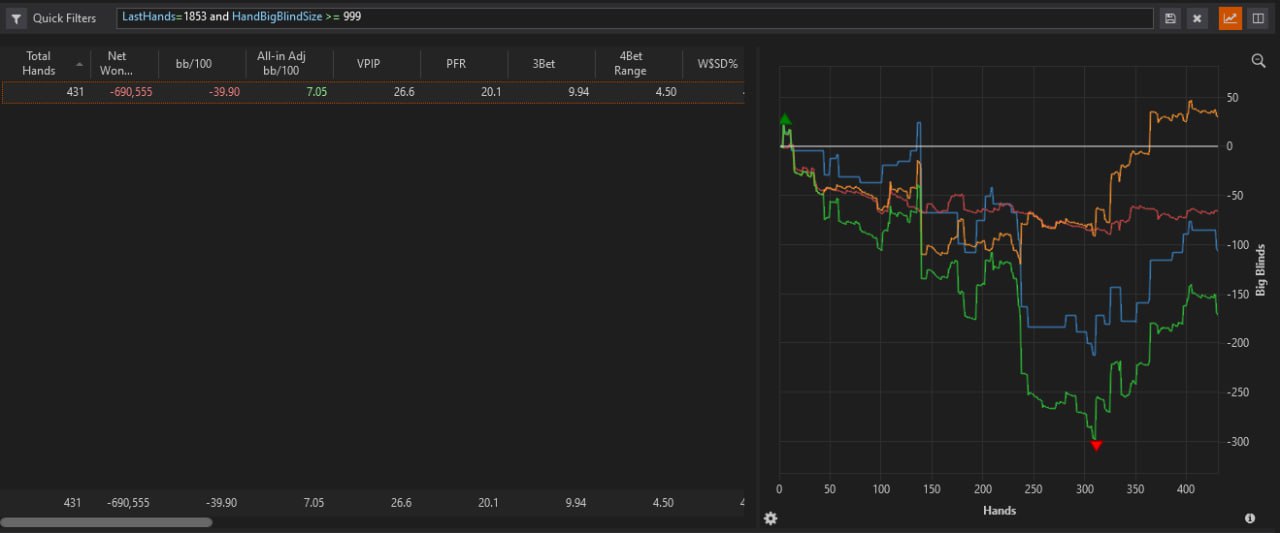 Quick Filters
LastHands=1853 and HandBigBlindSize >= 999
Total Hands Net Won... bb/100 All-in Adj bb/100 VPIP PFR 3Bet 4Bet Range W$SD%
431 -690,555 -39.90 7.05 26.6 20.1 9.94 4.50
431 -690,555 -39.90 7.05 26.6 20.1 9.94 4.50
50
0
-50
-100
-150
-200
-250
-300
Big Blinds
0 50 100 150 200 250 300 350 400
Hands